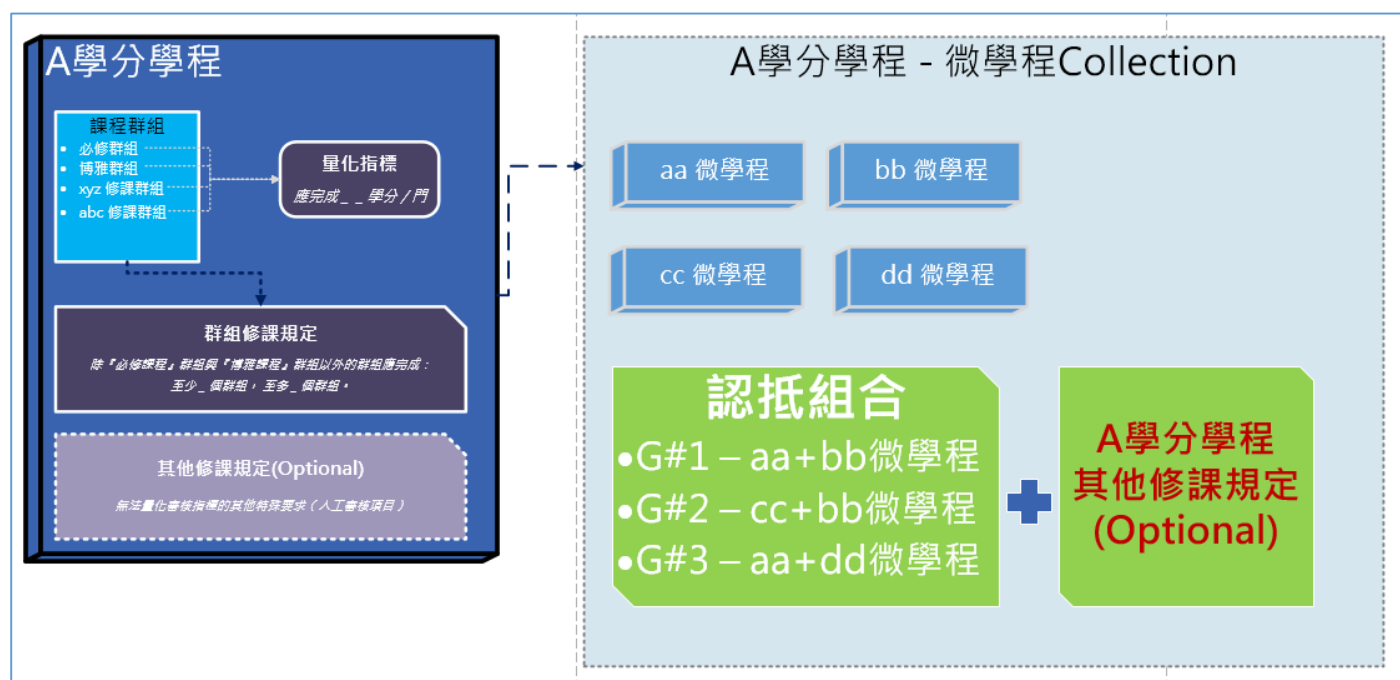 A學分學程
課程群組
• 必修群組
• 博雅群組
• xyz 修課群組
• abc 修課群組
量化指標
應完成_ _ 學分/門
群組修課規定
除『必修課程』群組與『博雅課程』群組以外的群組應完成：
至少_ 個群組，至多_ 個群組。
其他修課規定(Optional)
無法量化審核指標的其他特殊要求（人工審核項目）
A學分學程 - 微學程Collection
aa 微學程
bb 微學程
cc 微學程
dd 微學程
認抵組合
•G#1 – aa+bb微學程
•G#2 – cc+bb微學程
•G#3 – aa+dd微學程
A學分學程
其他修課規定
(Optional)